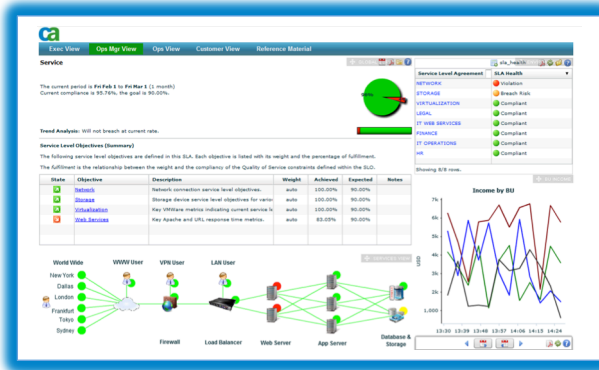 ca
Exec View
Ops Mgr View
Ops View
Customer View
Reference Material
Service
sla_health
The current period is Fri Feb 1 to Fri Mar 1 (1 month)
Current compliance is 95.76%, the goal is 90.00%.
Trend Analysis: Will not breach at current rate.
Service Level Agreement
SLA Health
NETWORK
Violation
STORAGE
Breach Risk
VIRTUALIZATION
Compliant
LEGAL
Compliant
IT WEB SERVICES
Compliant
FINANCE
Compliant
IT OPERATIONS
Compliant
HR
Compliant
Showing 8/8 rows.
Service Level Objectives (Summary)
The following service level objectives are defined in this SLA. Each objective is listed with its weight and the percentage of fulfillment.
The fulfillment is the relationship between the weight and the compliancy of the Quality of Service constraints defined within the SLO.
State
Objective
Description
Weight
Achieved
Expected
Notes
Network
Network connection service level objectives.
auto
100.00%
90.00%
Storage
Storage device service level objectives for vario
auto
100.00%
90.00%
Virtualization
Key VMWare metrics indicating current service le
auto
100.00%
90.00%
Web Services
Key Apache and URL response time metrics.
auto
83.05%
90.00%
World Wide
WWW User
VPN User
LAN User
New York
Dallas
London
Frankfurt
Tokyo
Sydney
Firewall
Load Balancer
Web Server
App Server
Database &
Storage
Income by BU
USD
7k
6k
5k
4k
3k
2k
1,000
13:20
13:39
13:48
13:57
14:06
14:15
14:24